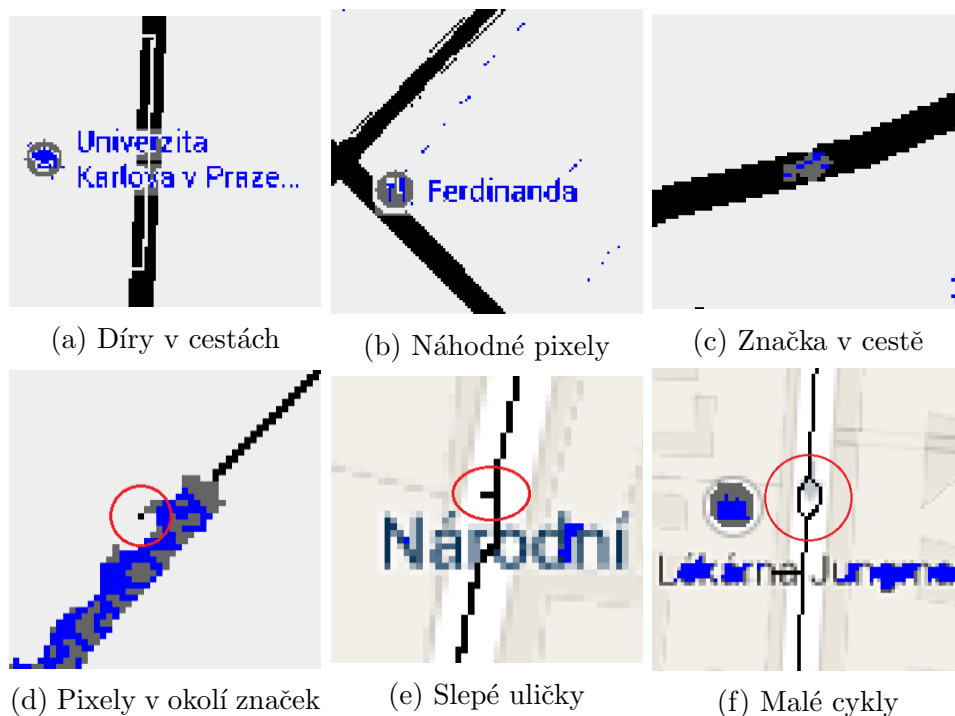 Univerzita
Karlova v Praze...
Ferdinanda
(a) Díry v cestách
(b) Náhodné pixely
(c) Značka v cestě
Národní
Lékárna Jungma
(d) Pixely v okolí značek
(e) Slepé uličky
(f) Malé cykly